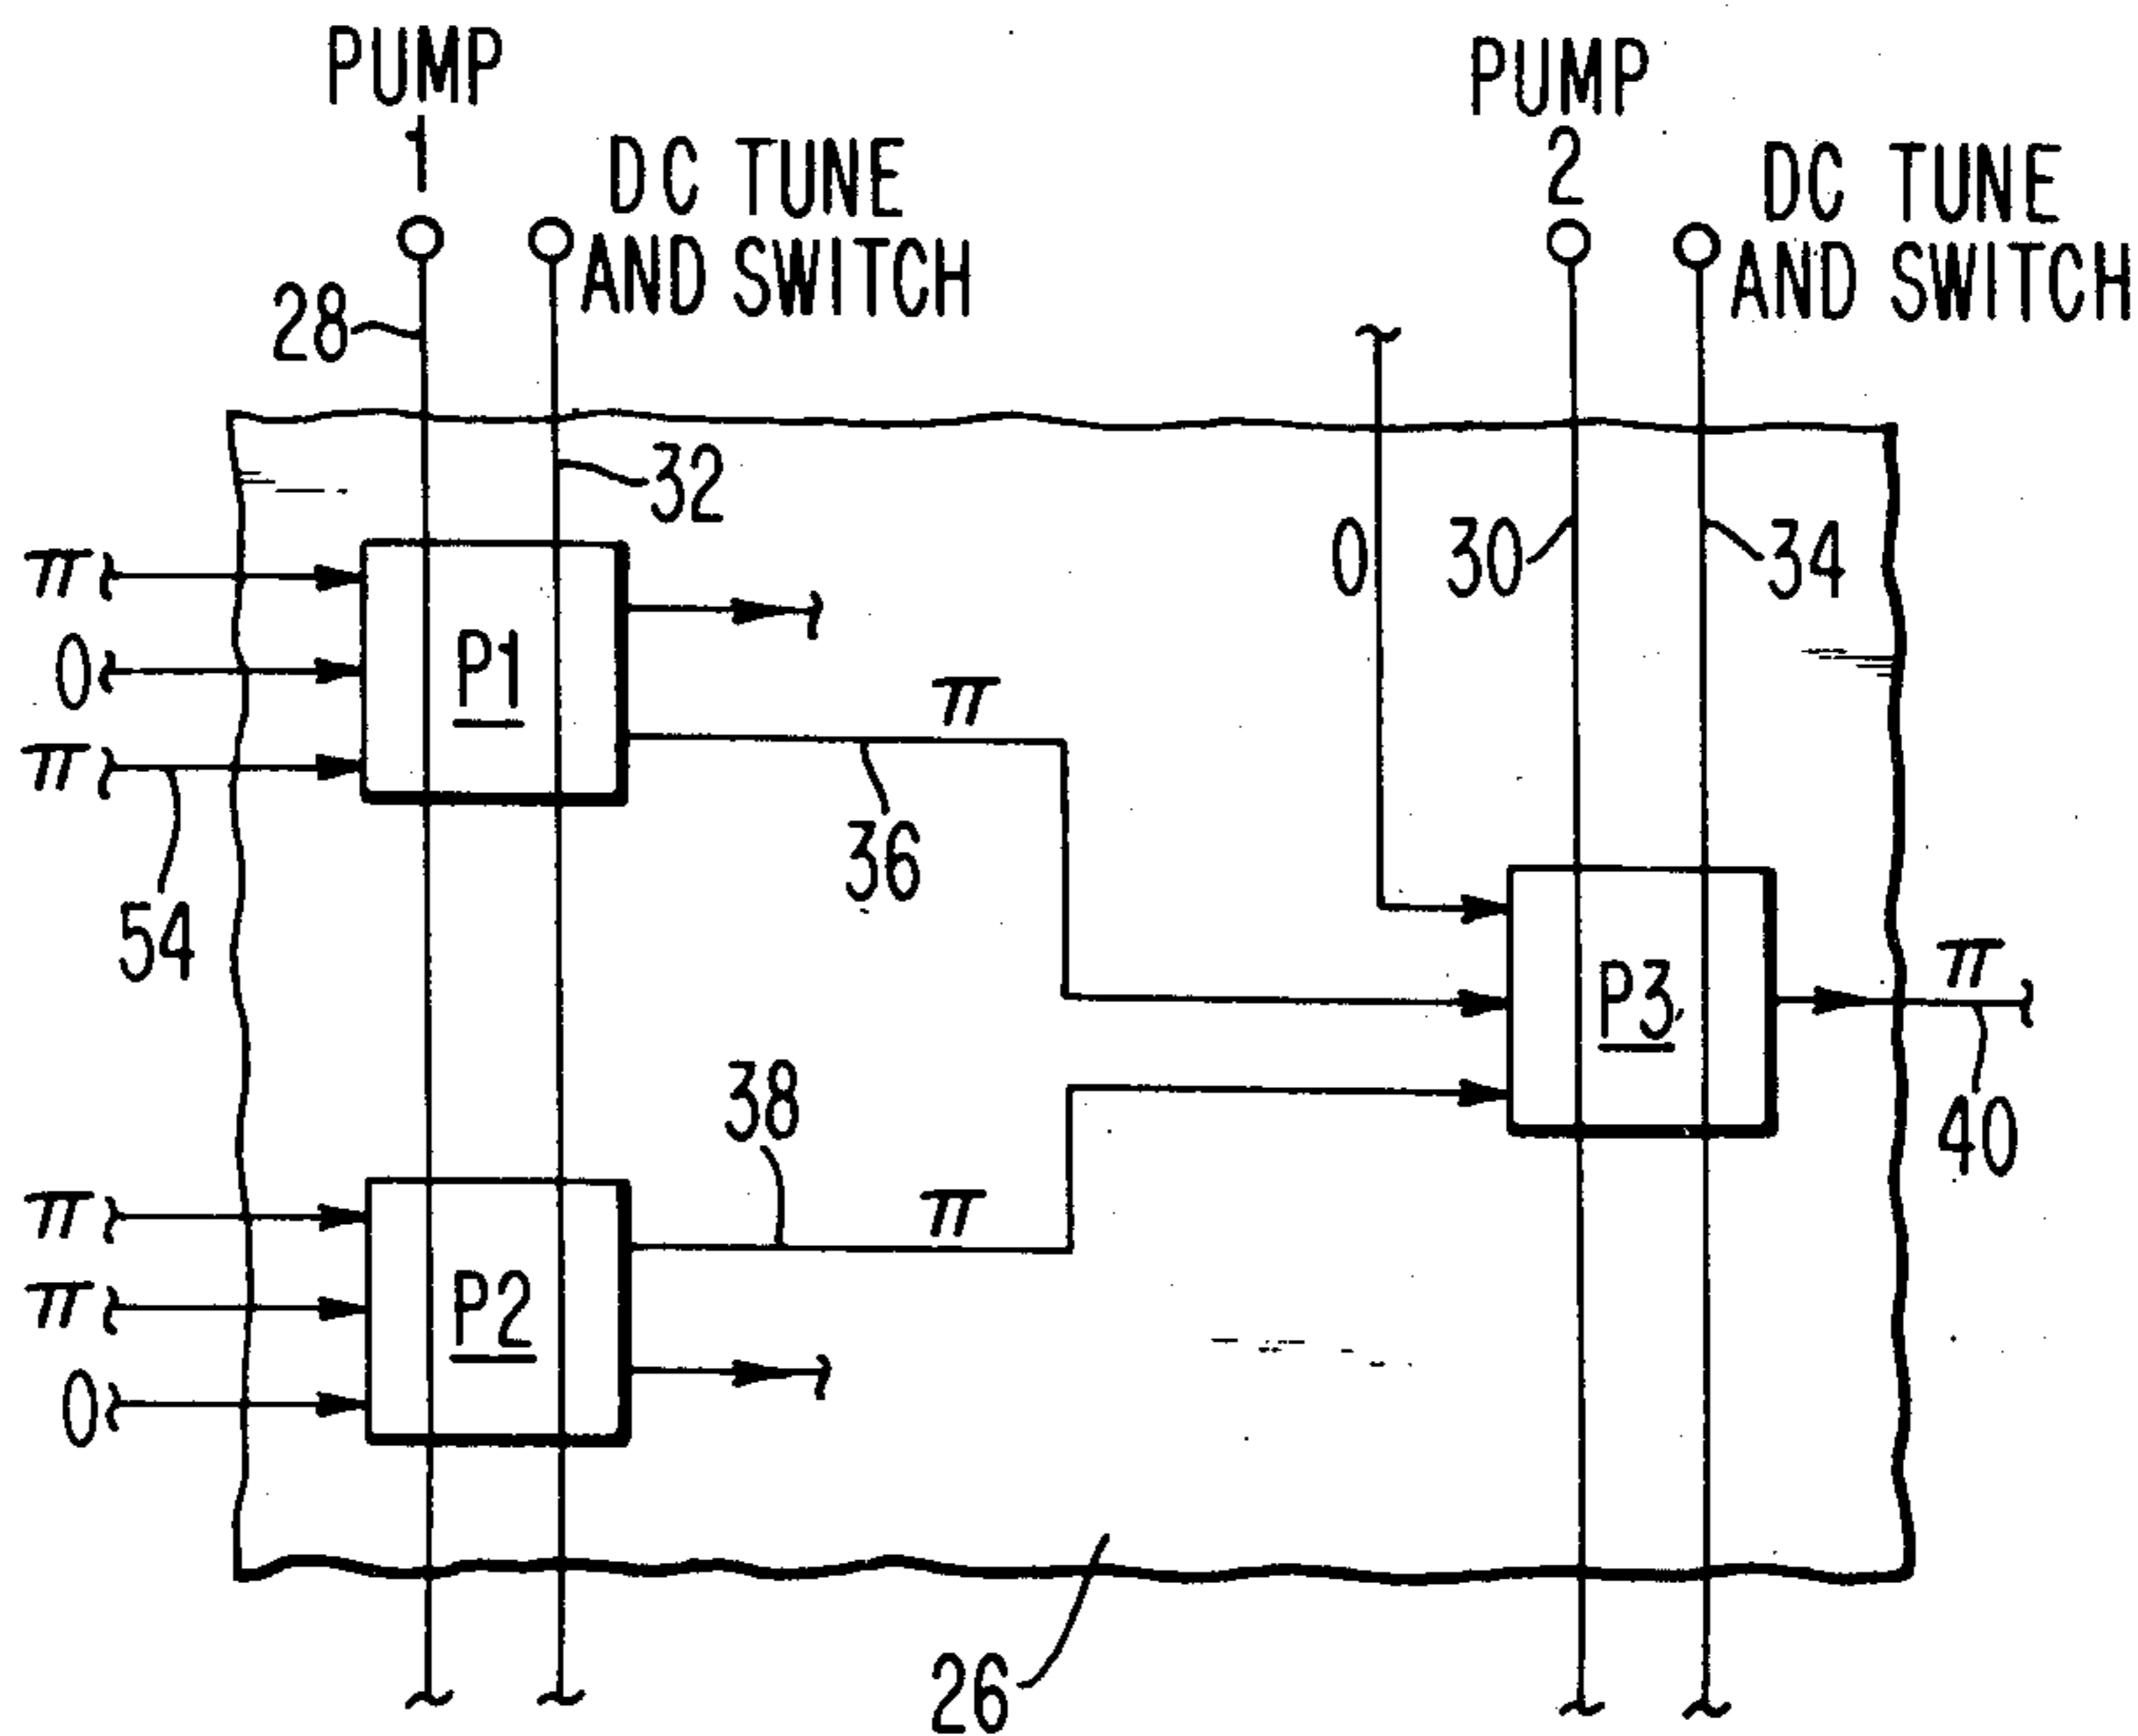 PUMP
1
DC TUNE
AND SWITCH
PUMP
2
DC TUNE
AND SWITCH
28
32
0
30
34
π
0
π
P1
π
36
54
P3
π
40
38
π
π
π
0
P2
26